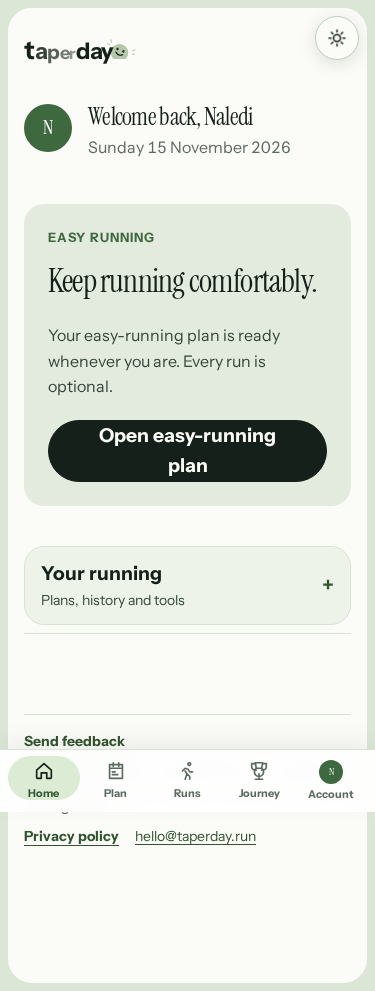 taperday
N
Welcome back, Naledi
Sunday 15 November 2026
EASY RUNNING
Keep running comfortably.
Your easy-running plan is ready
whenever you are. Every run is
optional.
Open easy-running
plan
Your running
Plans, history and tools
+
Send feedback
Home
Plan
Runs
Journey
N
Account
Privacy policy
hello@taperday.run